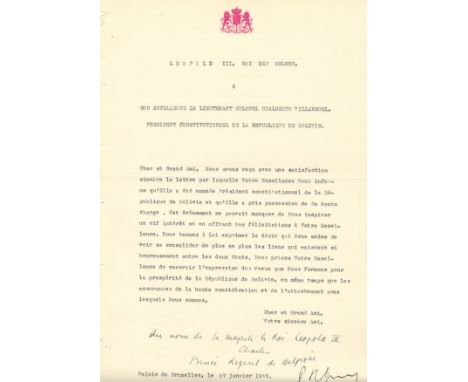 LEOPOLD III, ROI DES BELGES,
à
SON EXCELLENCE LE LIEUTENANT COLONEL GUALBERTO VILLARROEL,
PRESIDENT CONSTITUTIONNEL DE LA REPUBLIQUE DE BOLIVIE.
Cher et Grand Ami, Nous avons reçu avec une satisfaction
sincère la lettre par laquelle Votre Excellence Nous infor-
me qu'Elle a été nommée Président constitutionnel de la Ré-
publique de Bolivie et qu'Elle a pris possession de Sa haute
charge. Cet événement ne pouvait manquer de Nous inspirer
un vif intérêt et en offrant Nos félicitations à Votre Excel-
lence, Nous tenons à Lui exprimer le désir que Nous avons de
voir se consolider de plus en plus les liens qui existent si
heureusement entre les deux Etats. Nous prions Votre Excellence
de recevoir l'expression des voeux que Nous formons pour
la prospérité de la République de Bolivie, en même temps que les
assurances de la haute considération et de l'attachement avec
lesquels Nous sommes,
Cher et Grand Ami,
Votre sincère Ami,
Au nom de Sa Majesté le Roi Leopold III
Charles
Prince Régent de Belgique
Palais de Bruxelles, le 27 janvier 1945.